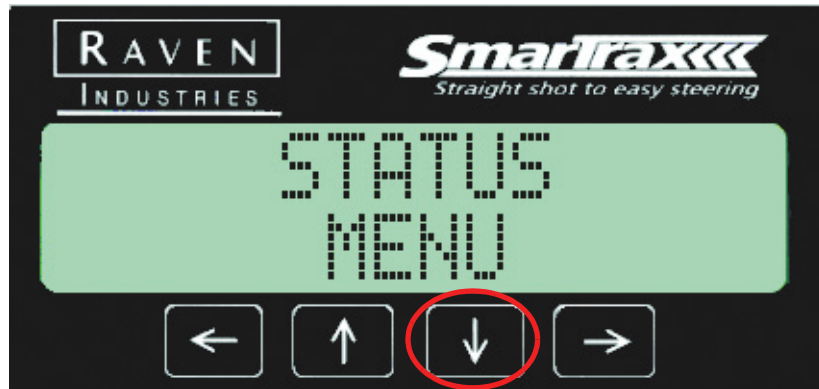 RAVEN
INDUSTRIES
SmarTrax
Straight shot to easy steering
STATUS
MENU